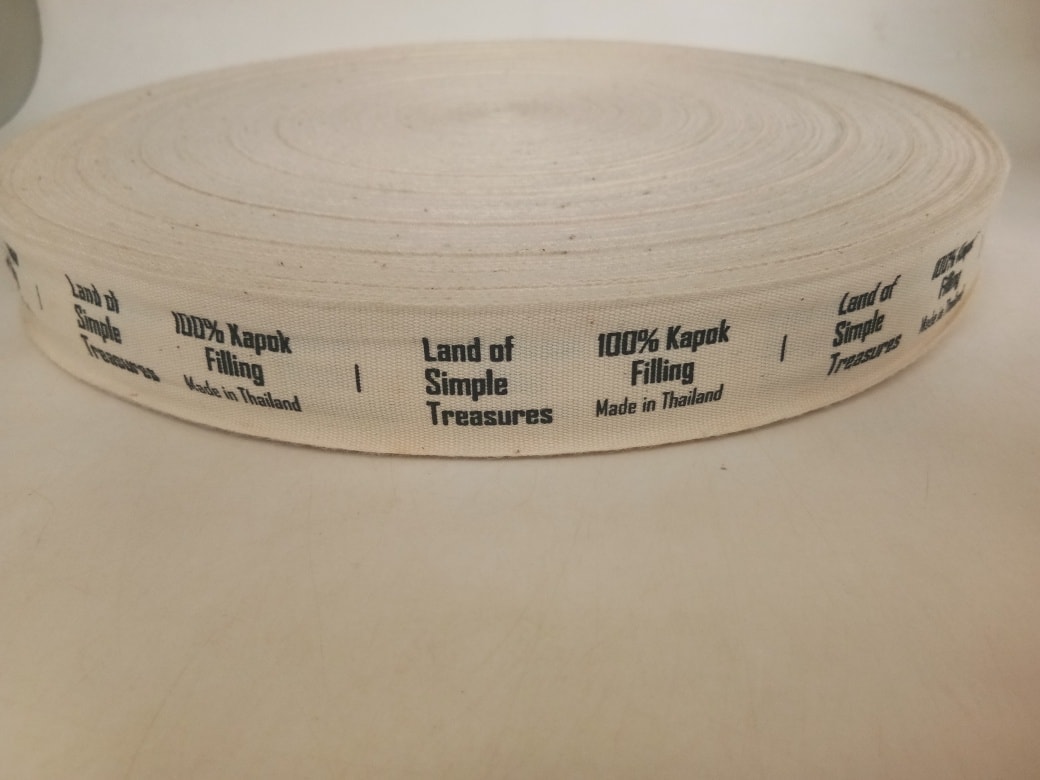 Land of
Simple
Treasures
100% Kapok
Filling
Made in Thailand
|
Land of
Simple
Treasures
100% Kapok
Filling
Made in Thailand
|
Land of
Simple
Treasures
100% Kapok
Filling
Made in Thailand